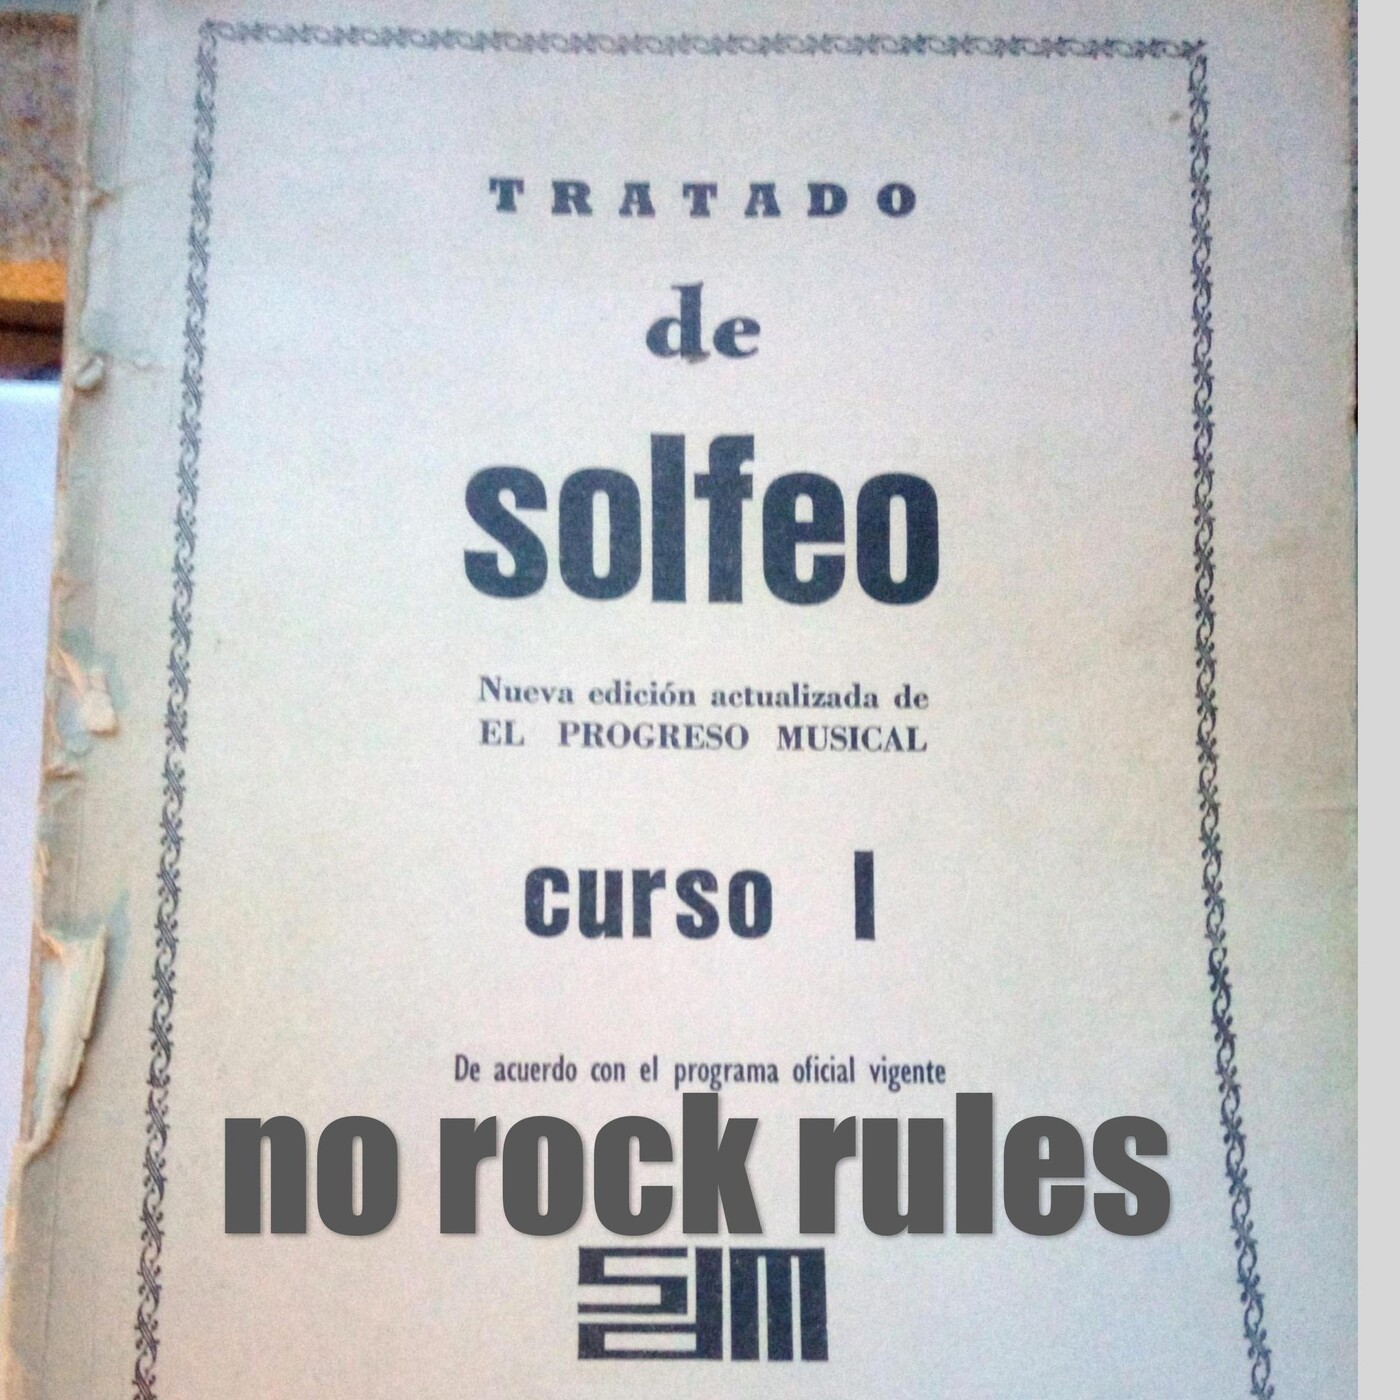 TRATADO
de
solfeo
Nueva edición actualizada de
EL PROGRESO MUSICAL
curso I
De acuerdo con el programa oficial vigente
no rock rules